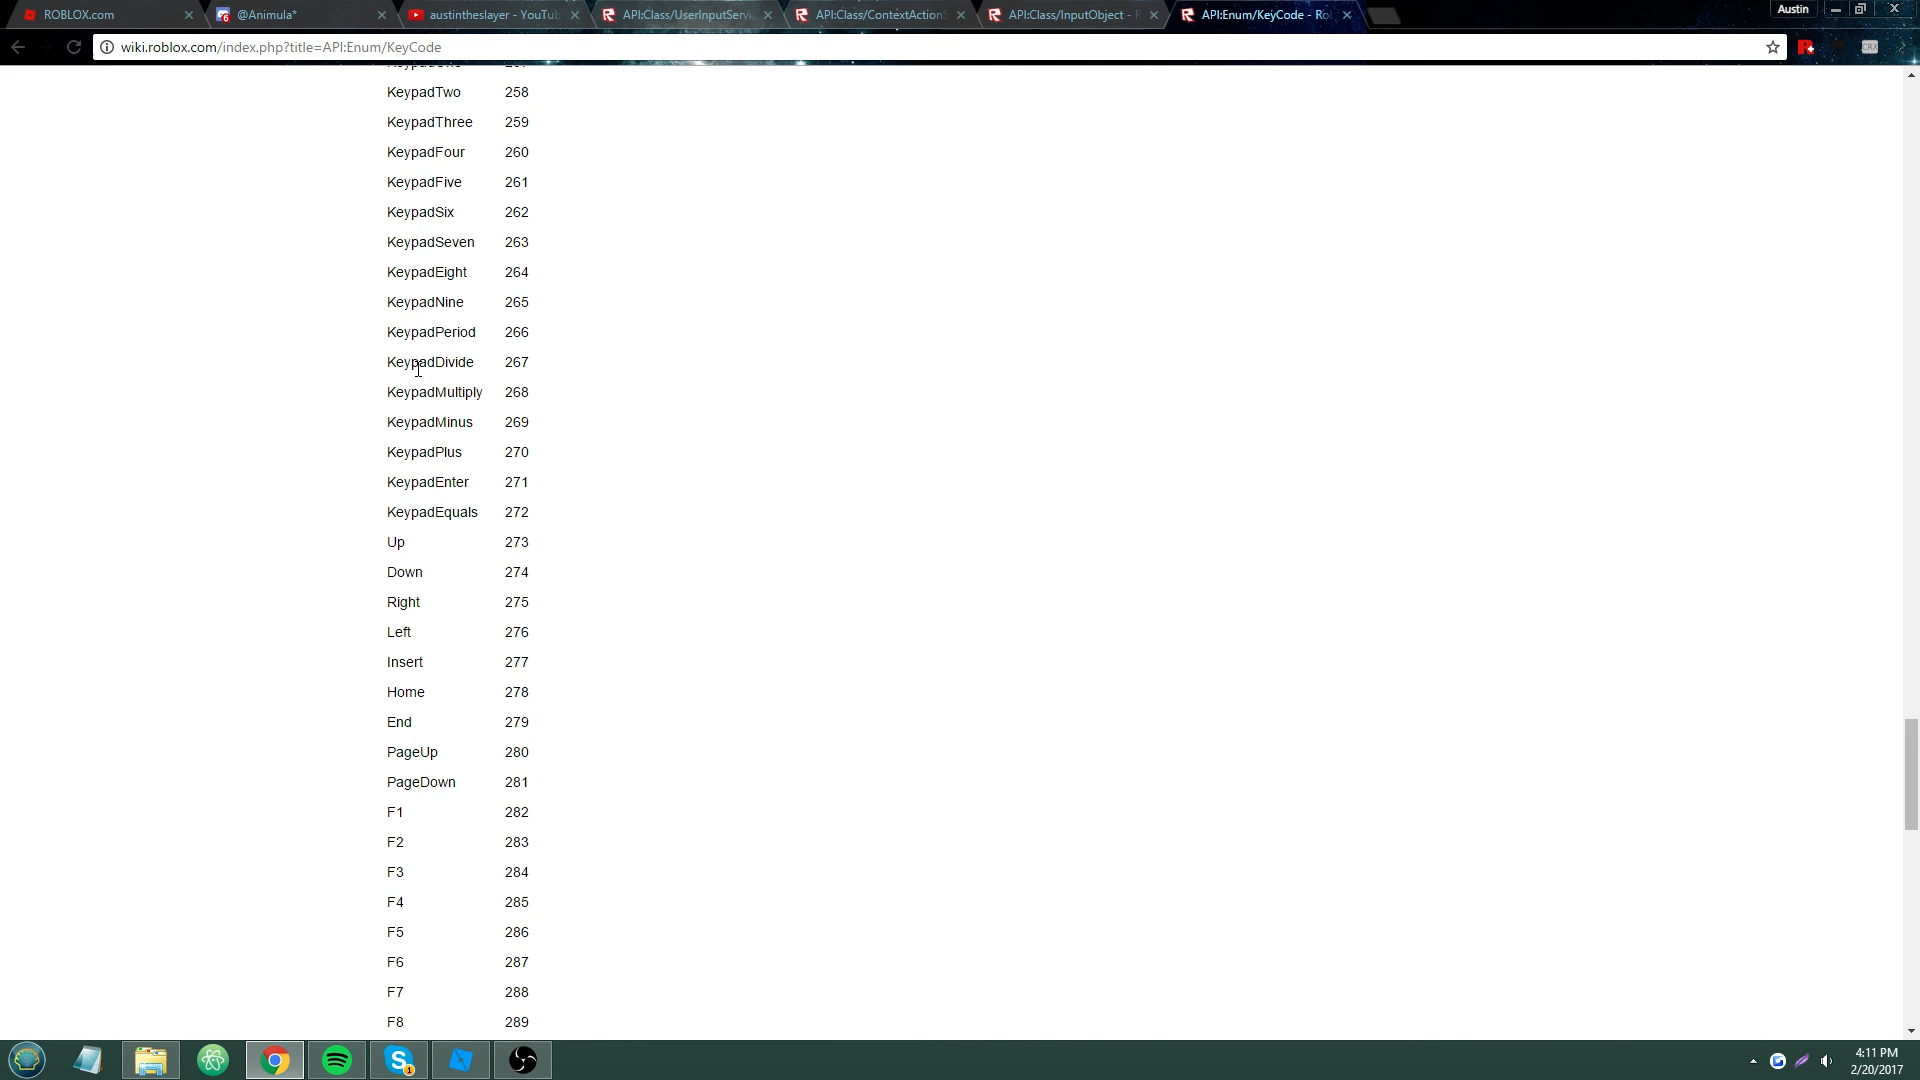 ROBLOX.com
@Animula*
austintheslayer - YouTub
API:Class/UserInputServi
API:Class/ContextActionS
API:Class/InputObject - R
API:Enum/KeyCode - Rob
Austin
wiki.roblox.com/index.php?title=API:Enum/KeyCode
CRX
KeypadTwo 258
KeypadThree 259
KeypadFour 260
KeypadFive 261
KeypadSix 262
KeypadSeven 263
KeypadEight 264
KeypadNine 265
KeypadPeriod 266
KeypadDivide 267
KeypadMultiply 268
KeypadMinus 269
KeypadPlus 270
KeypadEnter 271
KeypadEquals 272
Up 273
Down 274
Right 275
Left 276
Insert 277
Home 278
End 279
PageUp 280
PageDown 281
F1 282
F2 283
F3 284
F4 285
F5 286
F6 287
F7 288
F8 289
4:11 PM
2/20/2017